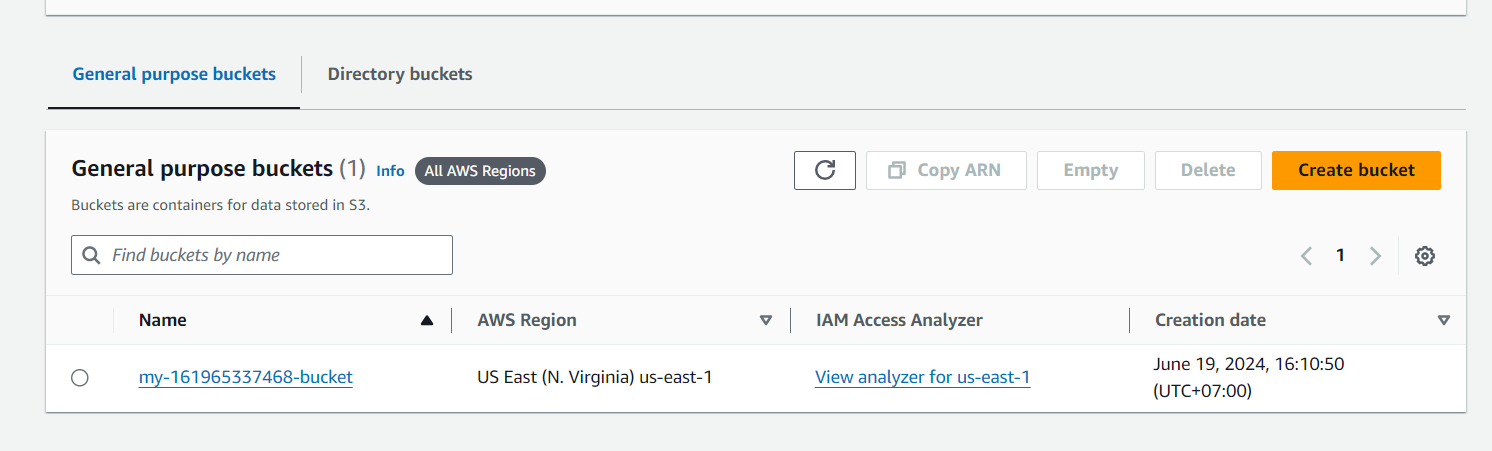 General purpose buckets
Directory buckets
General purpose buckets (1) Info All AWS Regions
Copy ARN
Empty
Delete
Create bucket
Buckets are containers for data stored in S3.
Find buckets by name
1
Name
AWS Region
IAM Access Analyzer
Creation date
my-161965337468-bucket
US East (N. Virginia) us-east-1
View analyzer for us-east-1
June 19, 2024, 16:10:50
(UTC+07:00)